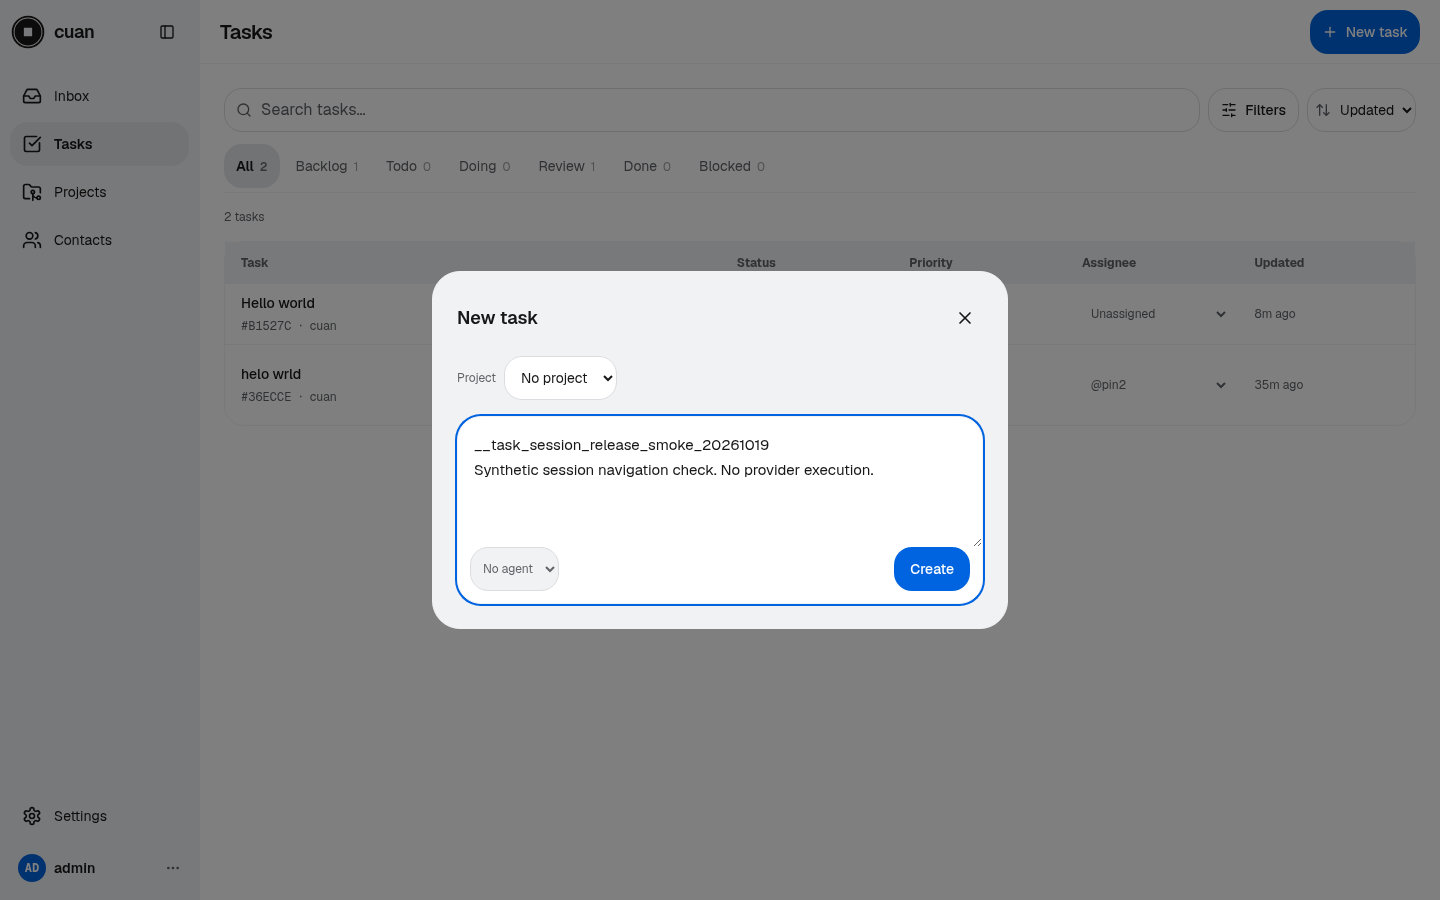 cuan
Tasks
New task
Inbox
Tasks
Projects
Contacts
Search tasks...
Filters
Updated
All 2
Backlog 1
Todo 0
Doing 0
Review 1
Done 0
Blocked 0
2 tasks
Task
Status
Priority
Assignee
Updated
Hello world
#B1527C · cuan
Unassigned
8m ago
helo wrld
#36ECCE · cuan
@pin2
35m ago
New task
Project
No project
__task_session_release_smoke_20261019
Synthetic session navigation check. No provider execution.
No agent
Create
Settings
AD
admin